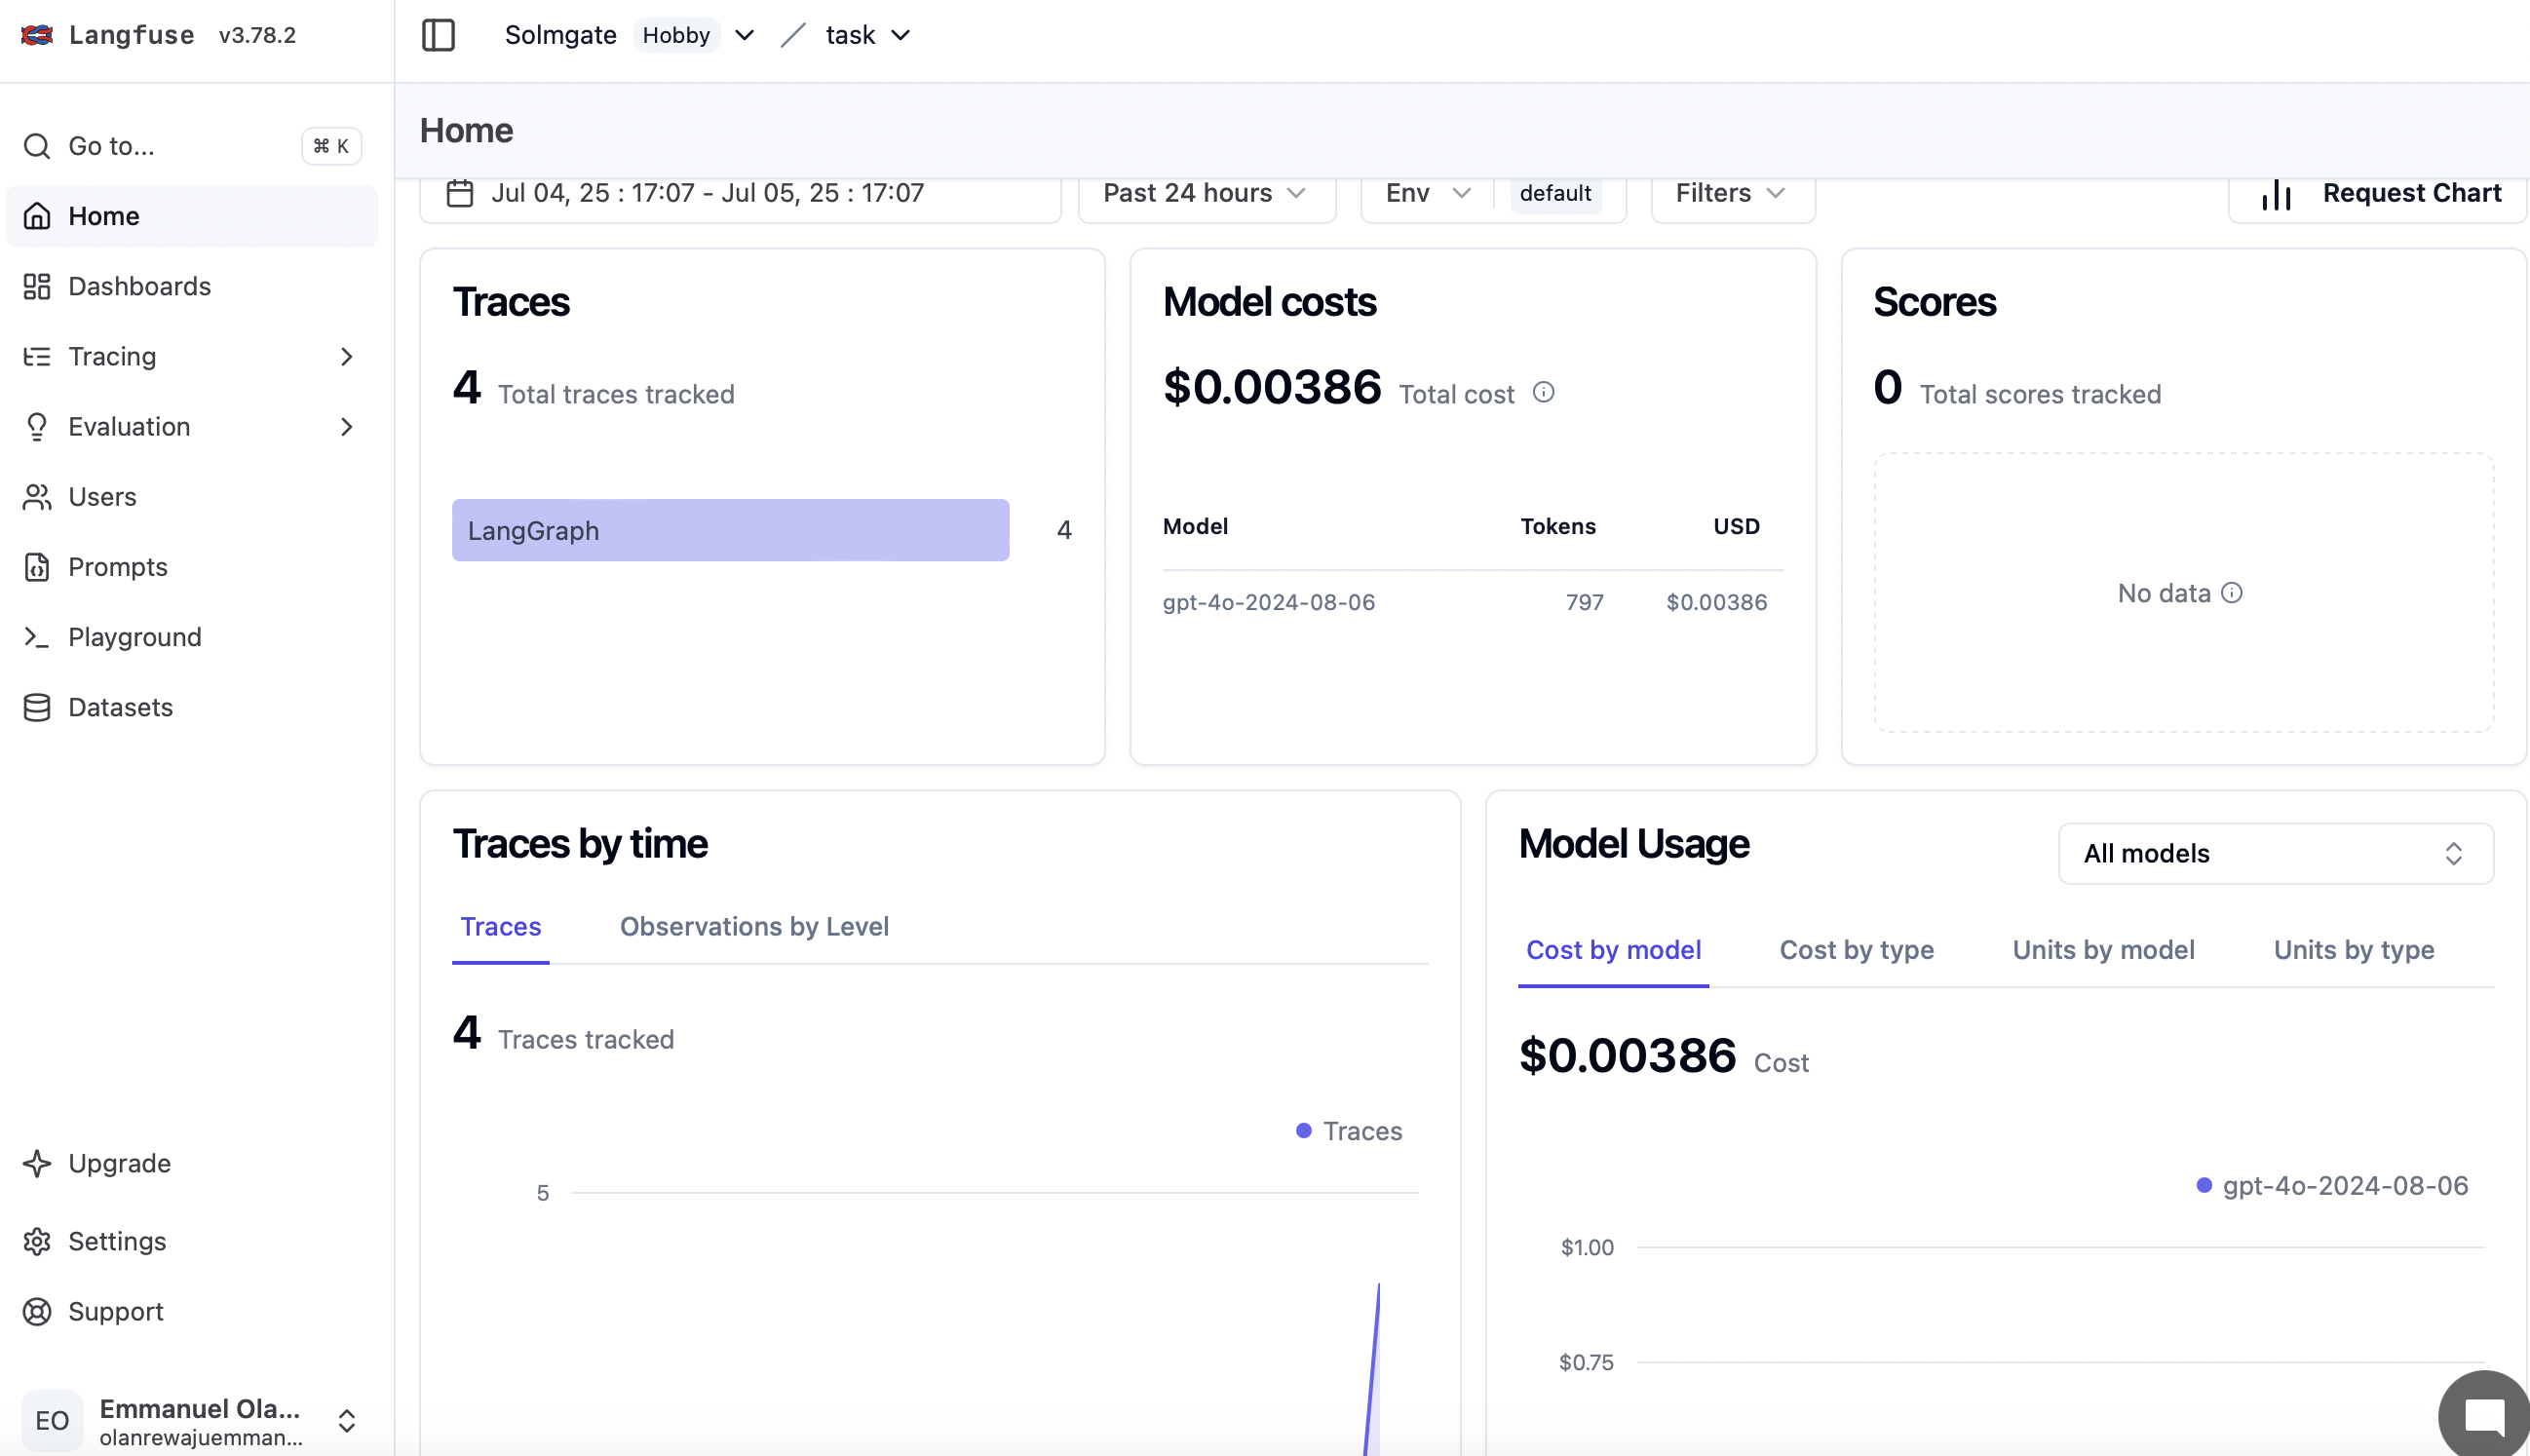 Langfuse v3.78.2
Solmgate Hobby task
Go to... ⌘ K
Home
Dashboards
Tracing
Evaluation
Users
Prompts
Playground
Datasets
Upgrade
Settings
Support
EO
Emmanuel Ola...
olanrewajuemman...
Home
Jul 04, 25 : 17:07 - Jul 05, 25 : 17:07 Past 24 hours Env default Filters Request Chart
Traces
4 Total traces tracked
LangGraph 4
Model costs
$0.00386 Total cost
Model Tokens USD
gpt-4o-2024-08-06 797 $0.00386
Scores
0 Total scores tracked
No data
Traces by time
Traces Observations by Level
4 Traces tracked
Traces
5
Model Usage
All models
Cost by model Cost by type Units by model Units by type
$0.00386 Cost
gpt-4o-2024-08-06
$1.00
$0.75